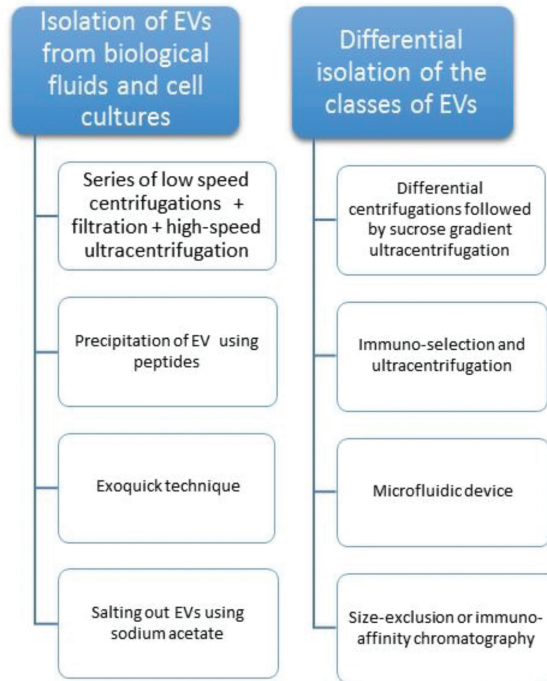 Isolation of EVs
from biological
fluids and cell
cultures
Series of low speed
centrifugations +
filtration + high-speed
ultracentrifugation
Precipitation of EV using
peptides
Exoquick technique
Salting out EVs using
sodium acetate
Differential
isolation of the
classes of EVs
Differential
centrifugations followed
by sucrose gradient
ultracentrifugation
Immuno-selection and
ultracentrifugation
Microfluidic device
Size-exclusion or immuno-
affinity chromatography